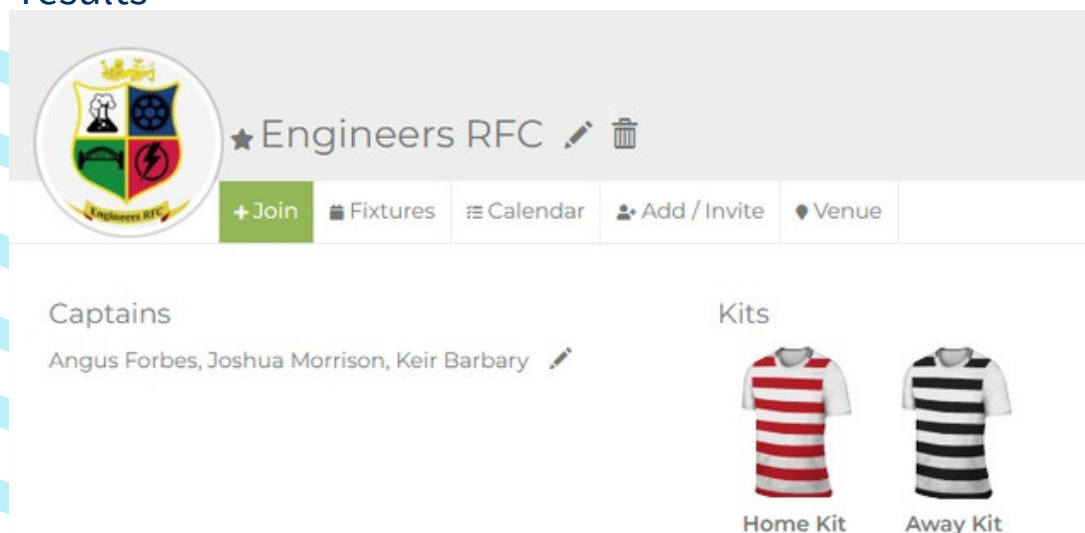 results
Engineers RFC
Engineers RFC
+ Join
Fixtures
Calendar
Add / Invite
Venue
Captains
Kits
Angus Forbes, Joshua Morrison, Keir Barbary
Home Kit
Away Kit